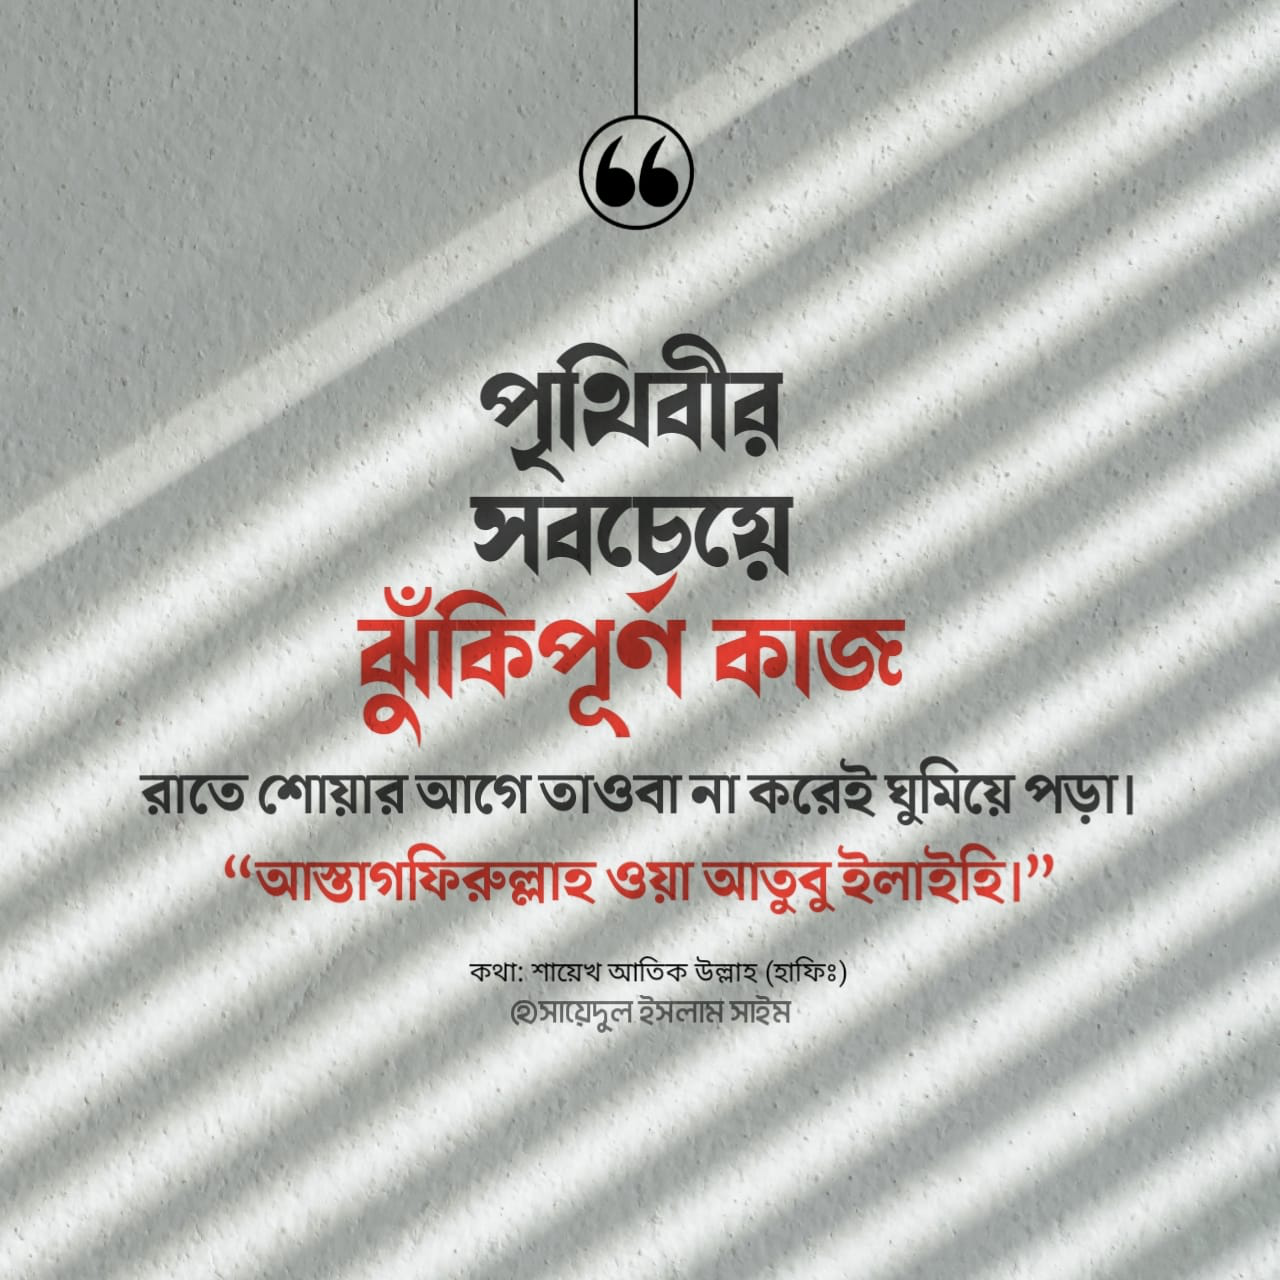 পৃথিবীর
সবচেয়ে
ঝুঁকিপূর্ণ কাজ
রাতে শোয়ার আগে তাওবা না করেই ঘুমিয়ে পড়া।
“আস্তাগফিরুল্লাহ ওয়া আতুবু ইলাইহি।”
কথা: শায়েখ আতিক উল্লাহ (হাফিঃ)
সায়েদুল ইসলাম সাইম